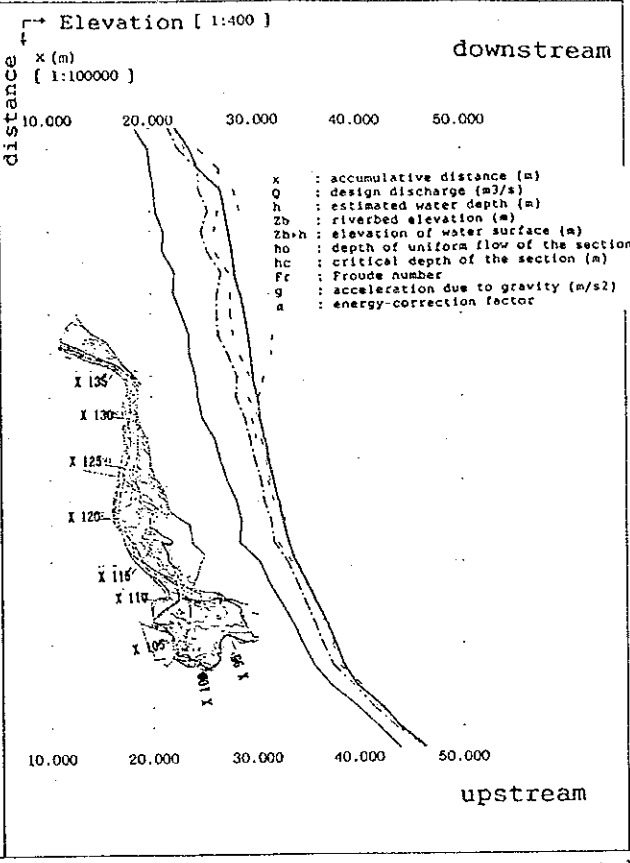 Elevation [ 1:400 ]
downstream
distance
x (m)
[ 1:100000 ]
10.000 20.000 30.000 40.000 50.000
x : accumulative distance (m)
Q : design discharge (m3/s)
h : estimated water depth (m)
Zb : riverbed elevation (m)
Zb+h : elevation of water surface (m)
ho : depth of uniform flow of the section
hc : critical depth of the section (m)
Fr : Froude number
g : acceleration due to gravity (m/s2)
α : energy-correction factor
X 135
X 130
X 125
X 120
X 115
X 110
X 105
X 100
X 95
10.000 20.000 30.000 40.000 50.000
upstream